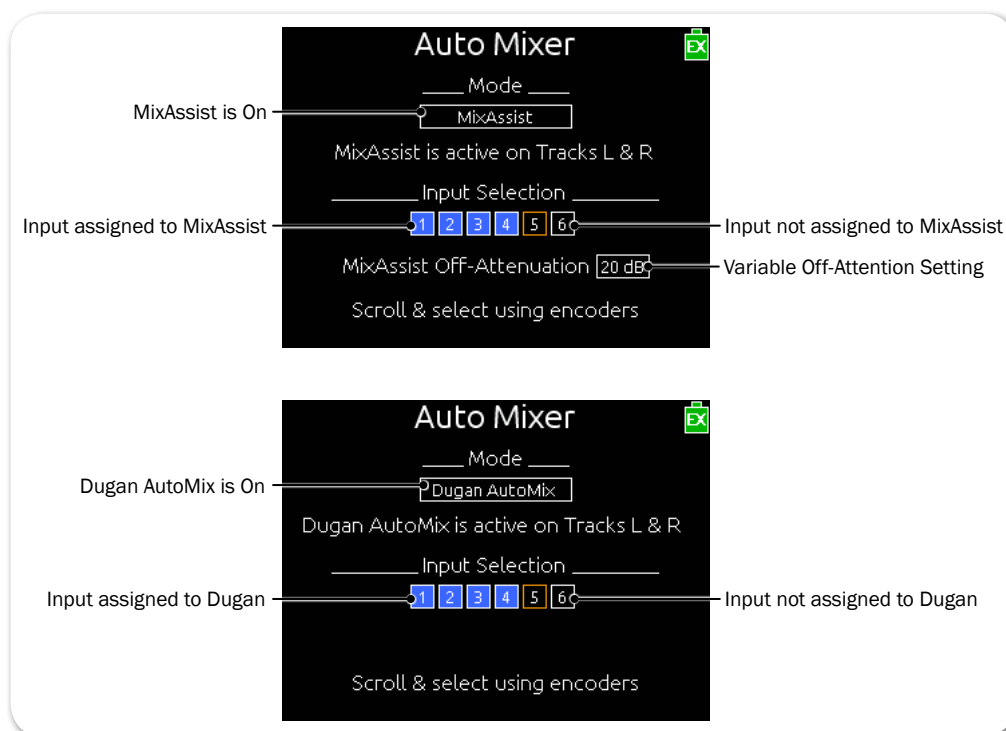 Auto Mixer
EX
Mode
MixAssist is On
MixAssist
MixAssist is active on Tracks L & R
Input Selection
Input assigned to MixAssist
1 2 3 4 5 6
Input not assigned to MixAssist
MixAssist Off-Attenuation 20 dB
Variable Off-Attention Setting
Scroll & select using encoders
Auto Mixer
EX
Mode
Dugan AutoMix is On
Dugan AutoMix
Dugan AutoMix is active on Tracks L & R
Input Selection
Input assigned to Dugan
1 2 3 4 5 6
Input not assigned to Dugan
Scroll & select using encoders